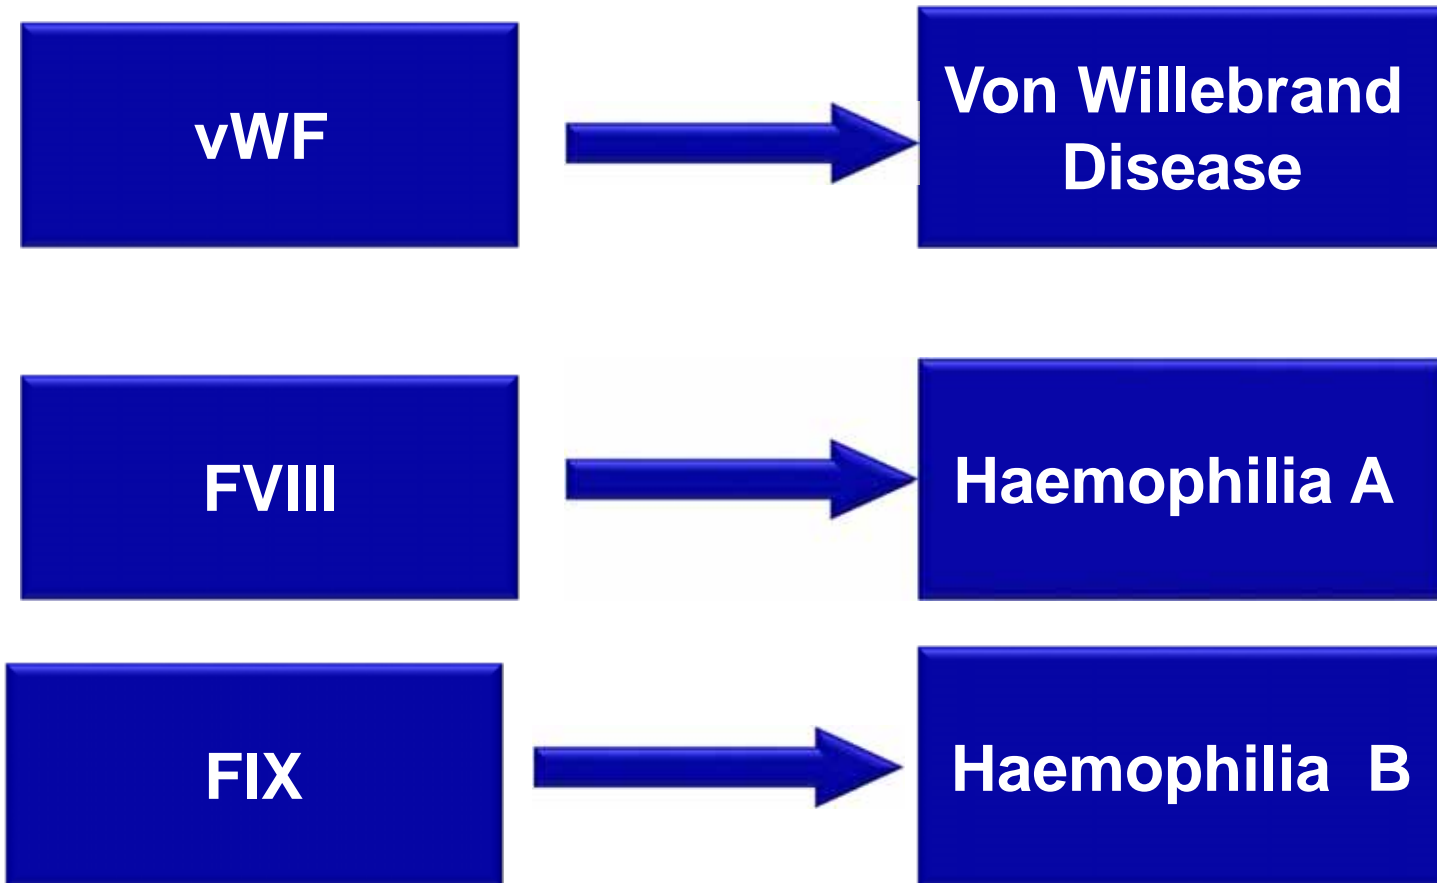 vWF
Von Willebrand
Disease
FVIII
Haemophilia A
FIX
Haemophilia B